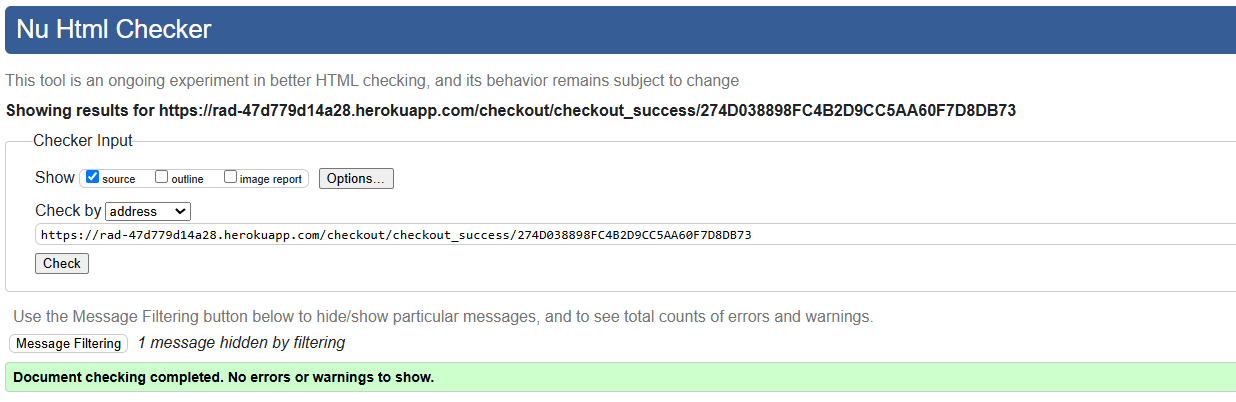 Nu Html Checker
This tool is an ongoing experiment in better HTML checking, and its behavior remains subject to change
Showing results for https://rad-47d779d14a28.herokuapp.com/checkout/checkout_success/274D038898FC4B2D9CC5AA60F7D8DB73
Checker Input
Show source outline image report Options...
Check by address
https://rad-47d779d14a28.herokuapp.com/checkout/checkout_success/274D038898FC4B2D9CC5AA60F7D8DB73
Check
Use the Message Filtering button below to hide/show particular messages, and to see total counts of errors and warnings.
Message Filtering 1 message hidden by filtering
Document checking completed. No errors or warnings to show.